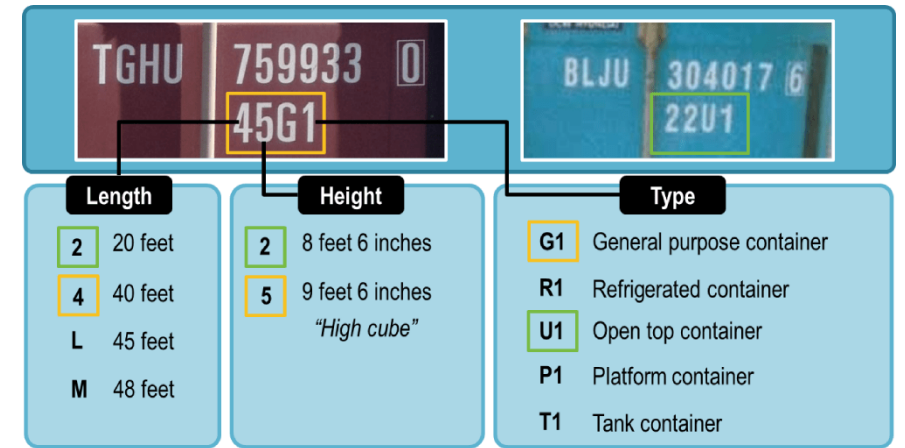 TGHU 759933 0
45G1
BLJU 304017 6
22U1
Length
2 20 feet
4 40 feet
L 45 feet
M 48 feet
Height
2 8 feet 6 inches
5 9 feet 6 inches
“High cube”
Type
G1 General purpose container
R1 Refrigerated container
U1 Open top container
P1 Platform container
T1 Tank container